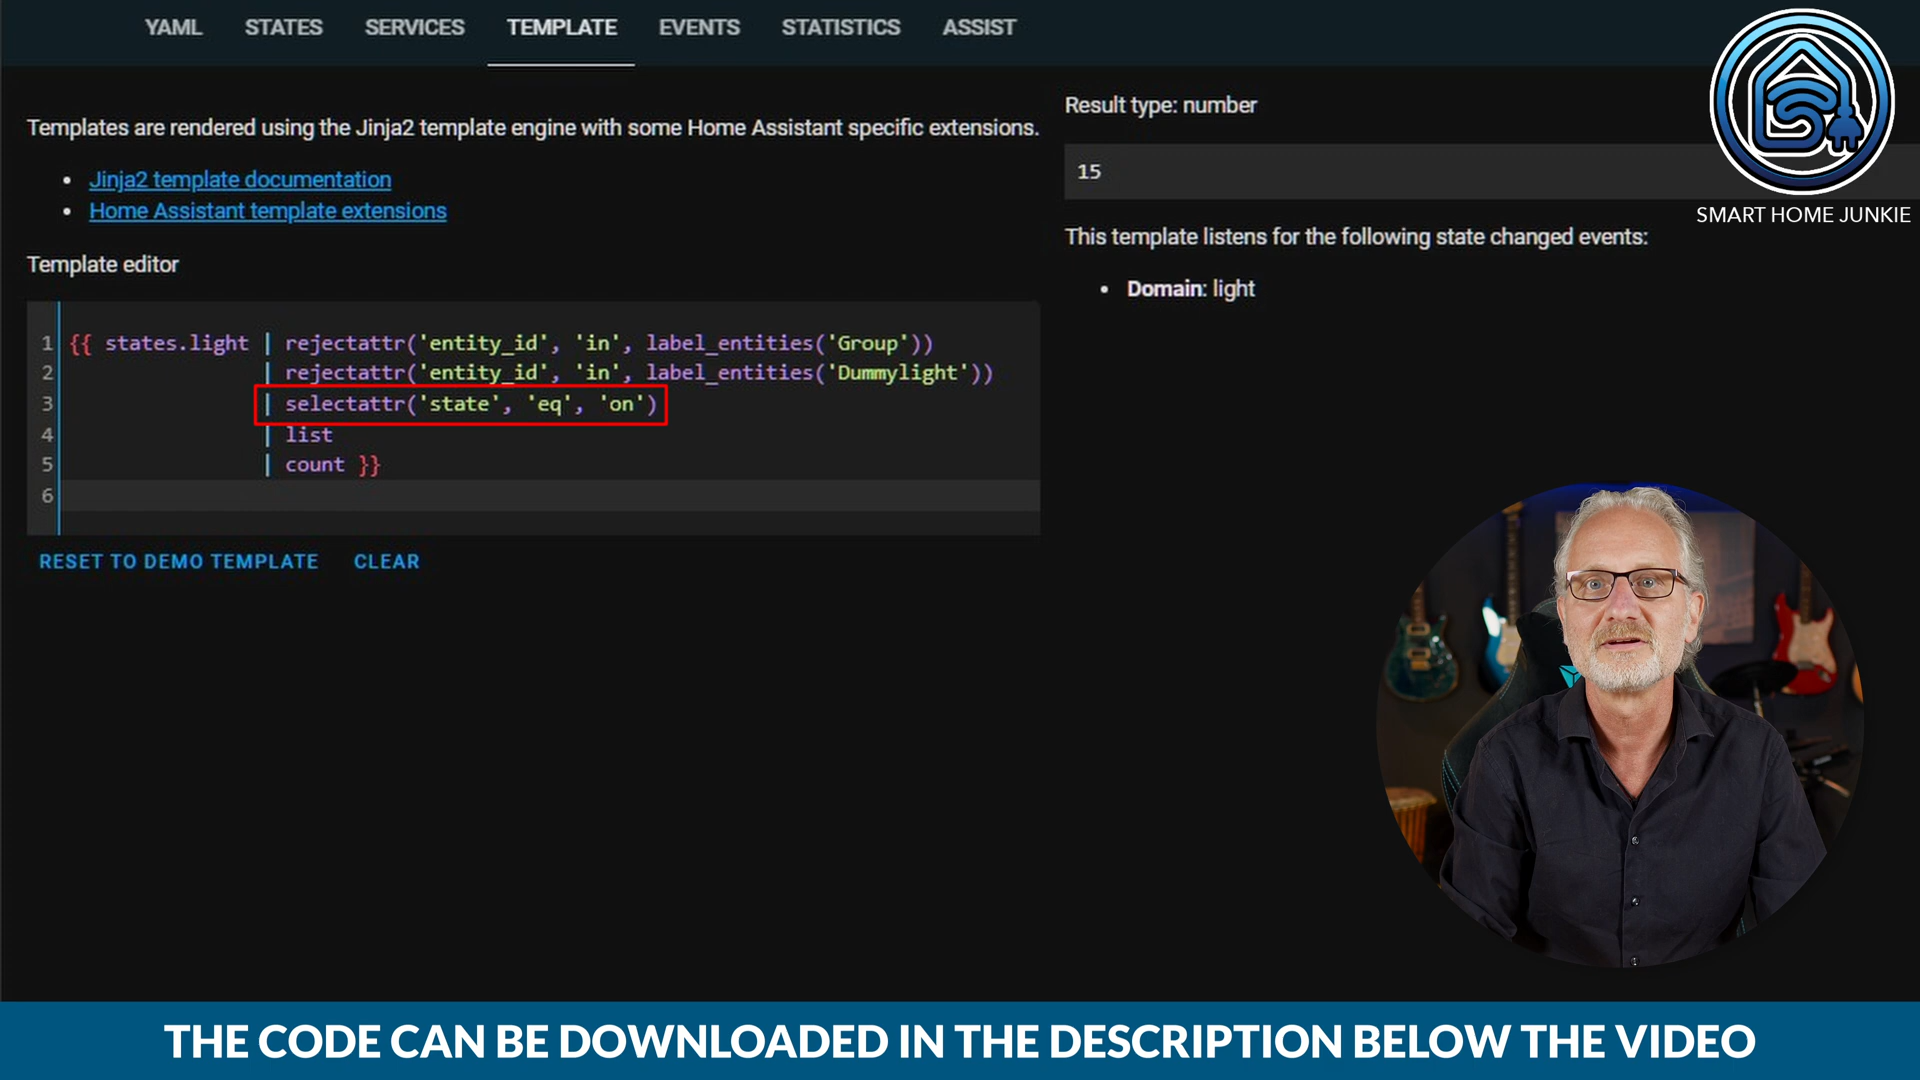 YAML STATES SERVICES TEMPLATE EVENTS STATISTICS ASSIST
Templates are rendered using the Jinja2 template engine with some Home Assistant specific extensions.
Jinja2 template documentation
Home Assistant template extensions
Template editor
1 {{ states.light | rejectattr('entity_id', 'in', label_entities('Group'))
2 | rejectattr('entity_id', 'in', label_entities('Dummylight'))
3 | selectattr('state', 'eq', 'on')
4 | list
5 | count }}
6
RESET TO DEMO TEMPLATE CLEAR
Result type: number
15
This template listens for the following state changed events:
Domain: light
SMART HOME JUNKIE
THE CODE CAN BE DOWNLOADED IN THE DESCRIPTION BELOW THE VIDEO